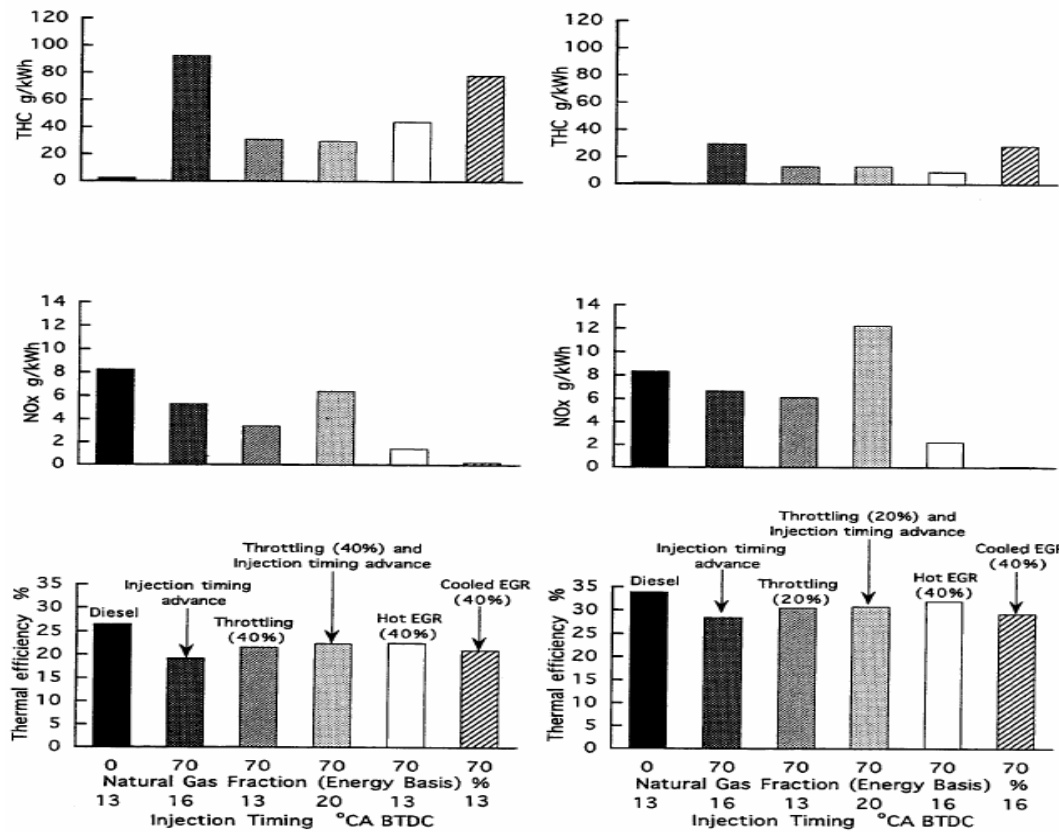 120
100
80
60
40
20
0
THC g/kWh
120
100
80
60
40
20
0
THC g/kWh
14
12
10
8
6
4
2
0
NOx g/kWh
14
12
10
8
6
4
2
0
NOx g/kWh
35
30
25
20
15
10
5
0
Thermal efficiency %
Diesel
Injection timing
advance
Throttling
(40%)
Throttling (40%) and
Injection timing advance
Hot EGR
(40%)
Cooled EGR
(40%)
0 70 70 70 70 70
Natural Gas Fraction (Energy Basis) %
13 16 13 20 13 13
Injection Timing °CA BTDC
35
30
25
20
15
10
5
0
Thermal efficiency %
Diesel
Injection timing
advance
Throttling
(20%)
Throttling (20%) and
Injection timing advance
Hot EGR
(40%)
Cooled EGR
(40%)
0 70 70 70 70 70
Natural Gas Fraction (Energy Basis) %
13 16 13 20 16 16
Injection Timing °CA BTDC